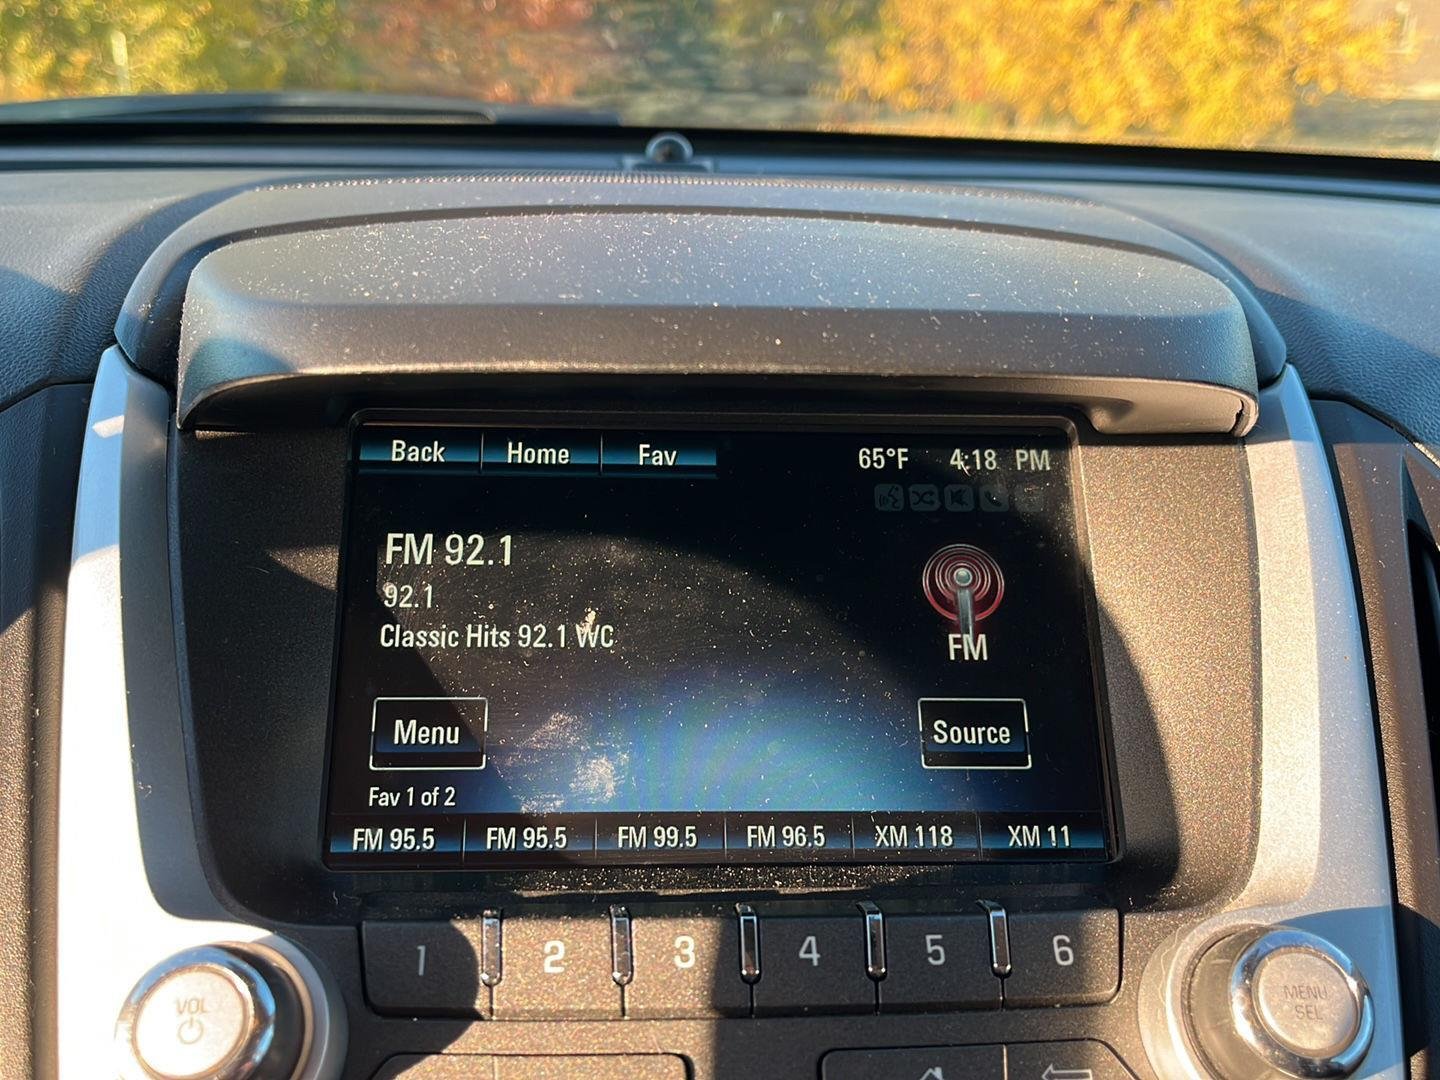 Back Home Fav 65°F 4:18 PM
FM 92.1
92.1
Classic Hits 92.1 WC
FM
Menu Source
Fav 1 of 2
FM 95.5 FM 95.5 FM 99.5 FM 96.5 XM 118 XM 11
1 2 3 4 5 6
VOL
MENU
SEL